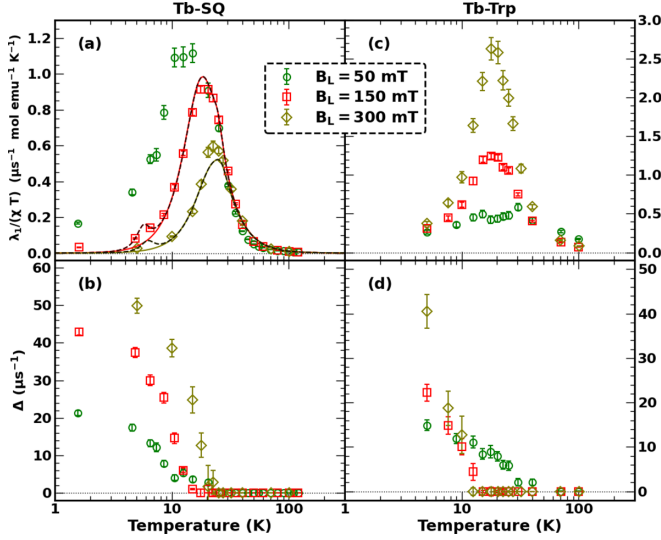 Tb-SQ
Tb-Trp
(a)
(c)
B_L = 50 mT
B_L = 150 mT
B_L = 300 mT
λ₁/(χ T) (μs⁻¹ mol emu⁻¹ K⁻¹)
1.2
1.0
0.8
0.6
0.4
0.2
0.0
3.0
2.5
2.0
1.5
1.0
0.5
0.0
(b)
(d)
Δ (μs⁻¹)
60
50
40
30
20
10
0
50
40
30
20
10
0
1
10
100
1
10
100
Temperature (K)
Temperature (K)